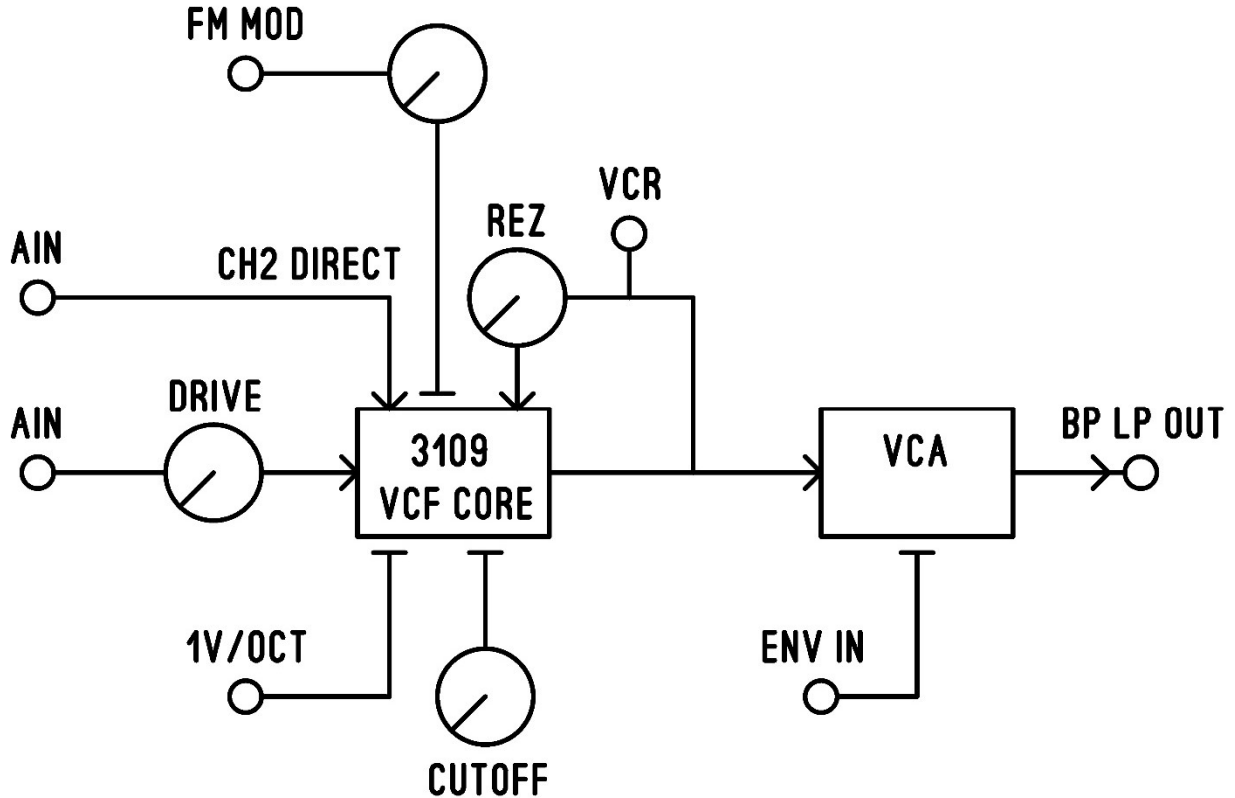 FM MOD
VCR
REZ
AIN
CH2 DIRECT
DRIVE
AIN
3109
VCF CORE
VCA
BP LP OUT
1V/OCT
ENV IN
CUTOFF